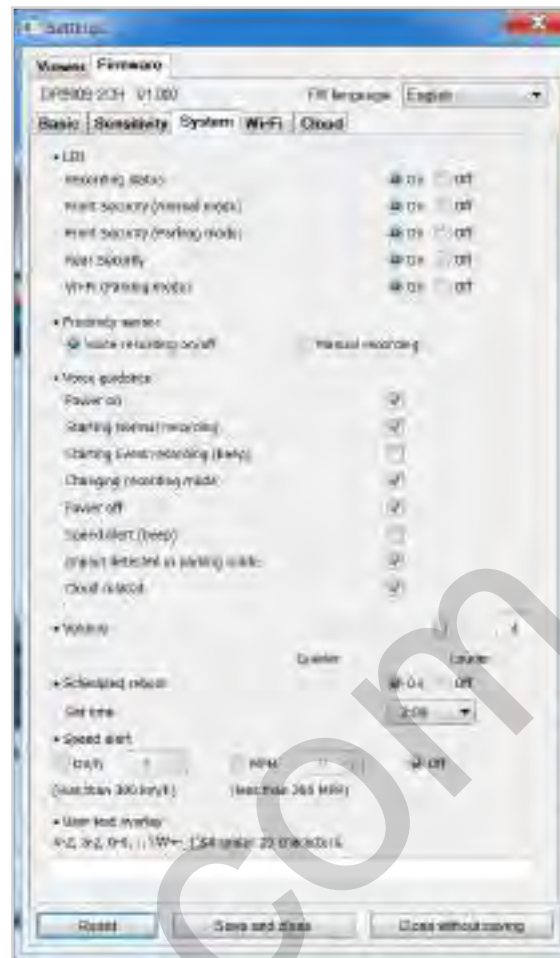 Settings
Viewer Firmware
FW language English
Basic Sensitivity System Wi-Fi Cloud
• LED
Recording status On Off
Front Security (Normal mode) On Off
Front Security (Parking mode) On Off
Rear Security On Off
Wi-Fi (Parking mode) On Off
• Proximity sensor
Voice recording on/off Manual recording
• Voice guidance
Power on
Starting Normal recording
Starting Event recording (beep)
Changing recording mode
Power off
Speed alert (beep)
Impact detected in parking mode
Cloud related
• Volume
Quieter Louder
• Scheduled reboot On Off
Set time
• Speed alert
km/h MPH Off
(less than km/h) (less than MPH)
• User text overlay
Reset Save and close Close without saving
com